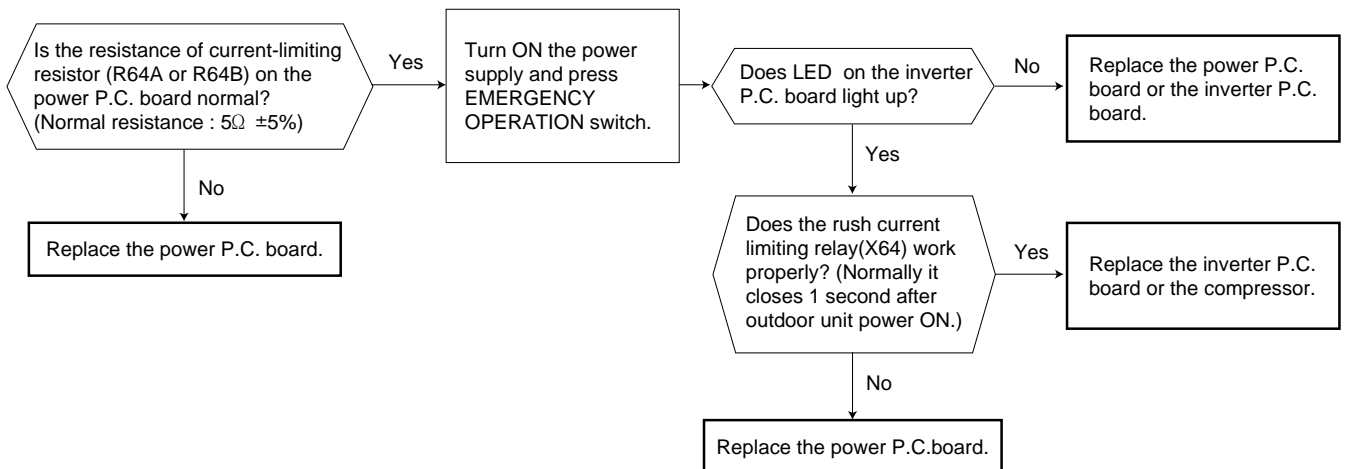 Is the resistance of current-limiting
resistor (R64A or R64B) on the
power P.C. board normal?
(Normal resistance : 5Ω ±5%)
Yes
No
Replace the power P.C. board.
Turn ON the power
supply and press
EMERGENCY
OPERATION switch.
Does LED on the inverter
P.C. board light up?
No
Replace the power P.C.
board or the inverter P.C.
board.
Yes
Does the rush current
limiting relay(X64) work
properly? (Normally it
closes 1 second after
outdoor unit power ON.)
Yes
Replace the inverter P.C.
board or the compressor.
No
Replace the power P.C.board.